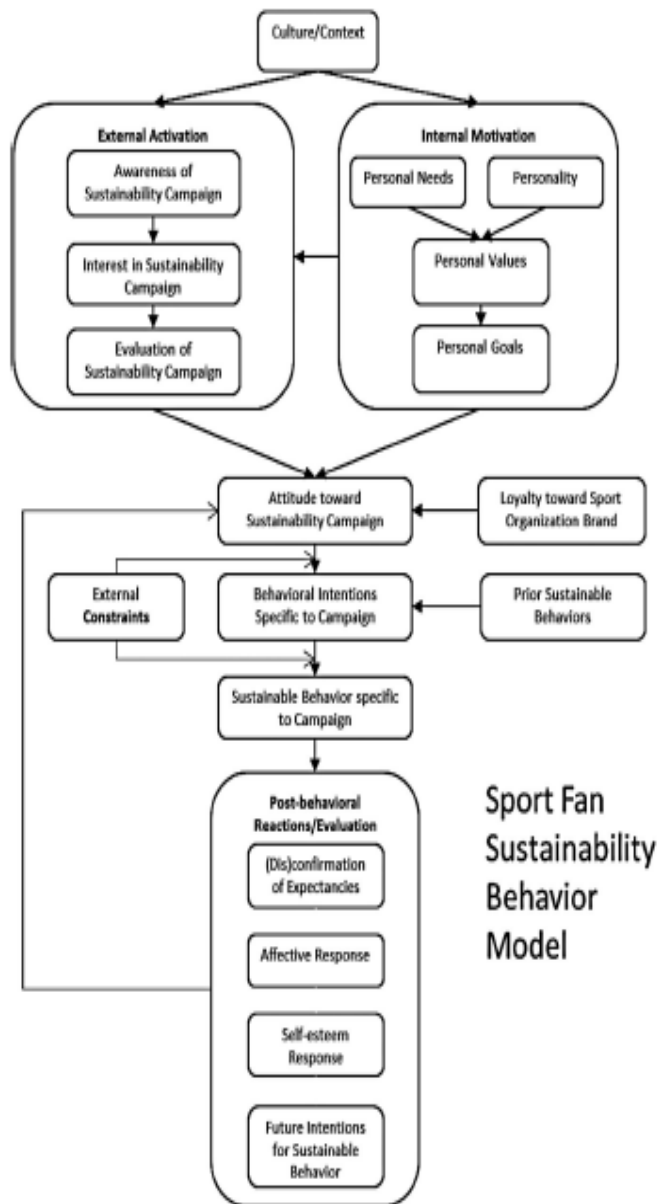 Culture/Context
External Activation
Awareness of
Sustainability Campaign
Interest in Sustainability
Campaign
Evaluation of
Sustainability Campaign
Internal Motivation
Personal Needs
Personality
Personal Values
Personal Goals
Attitude toward
Sustainability Campaign
Loyalty toward Sport
Organization Brand
External
Constraints
Behavioral Intentions
Specific to Campaign
Prior Sustainable
Behaviors
Sustainable Behavior specific
to Campaign
Post-behavioral
Reactions/Evaluation
(Dis)confirmation
of Expectancies
Affective Response
Self-esteem
Response
Future Intentions
for Sustainable
Behavior
Sport Fan
Sustainability
Behavior
Model